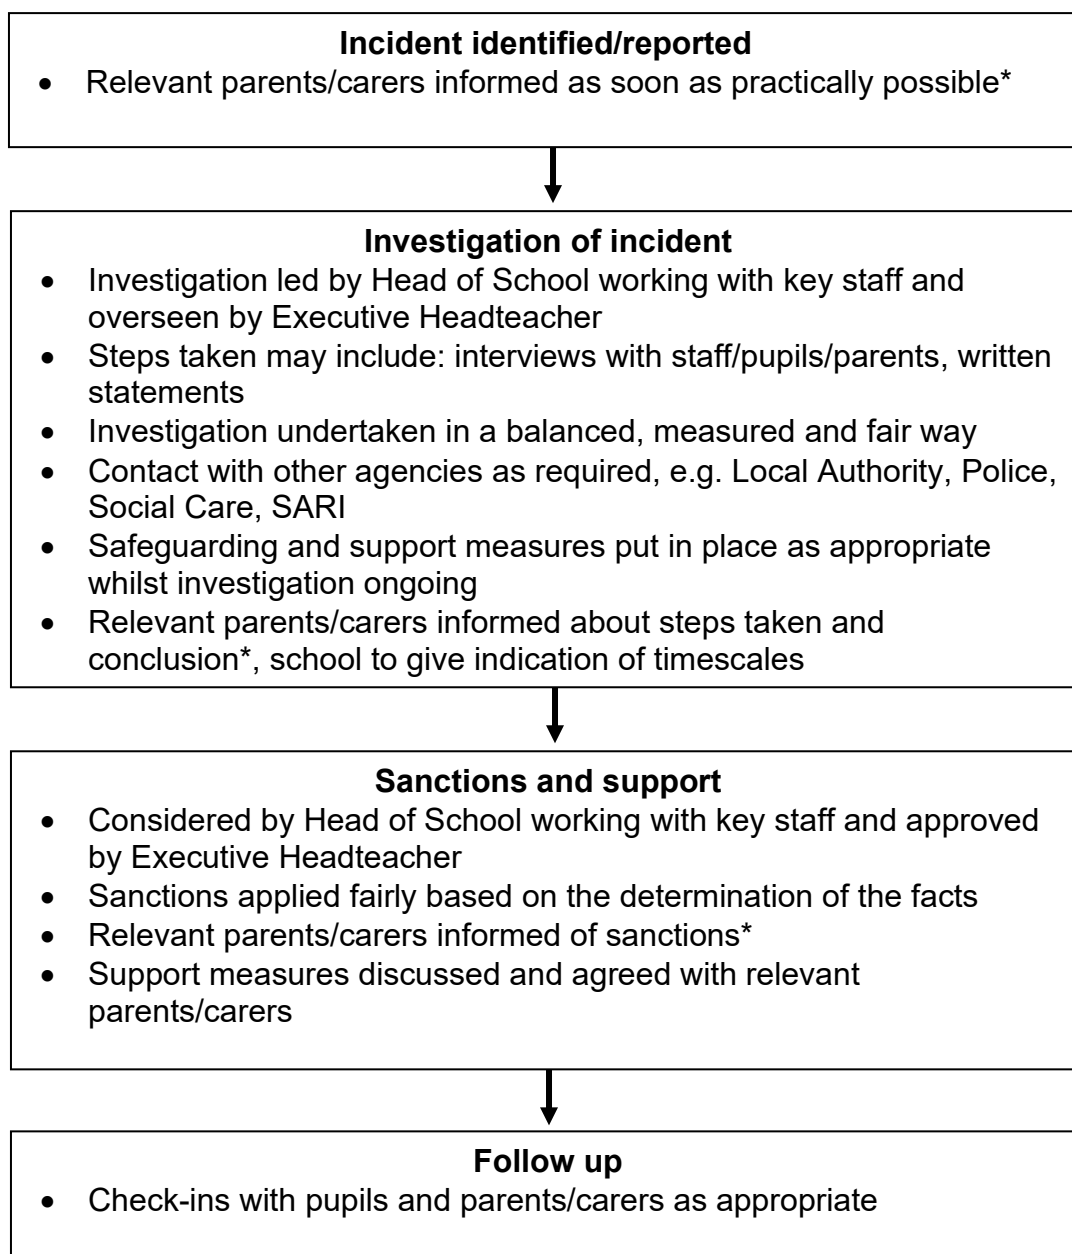 Incident identified/reported
• Relevant parents/carers informed as soon as practically possible*
Investigation of incident
• Investigation led by Head of School working with key staff and
overseen by Executive Headteacher
• Steps taken may include: interviews with staff/pupils/parents, written
statements
• Investigation undertaken in a balanced, measured and fair way
• Contact with other agencies as required, e.g. Local Authority, Police,
Social Care, SARI
• Safeguarding and support measures put in place as appropriate
whilst investigation ongoing
• Relevant parents/carers informed about steps taken and
conclusion*, school to give indication of timescales
Sanctions and support
• Considered by Head of School working with key staff and approved
by Executive Headteacher
• Sanctions applied fairly based on the determination of the facts
• Relevant parents/carers informed of sanctions*
• Support measures discussed and agreed with relevant
parents/carers
Follow up
• Check-ins with pupils and parents/carers as appropriate